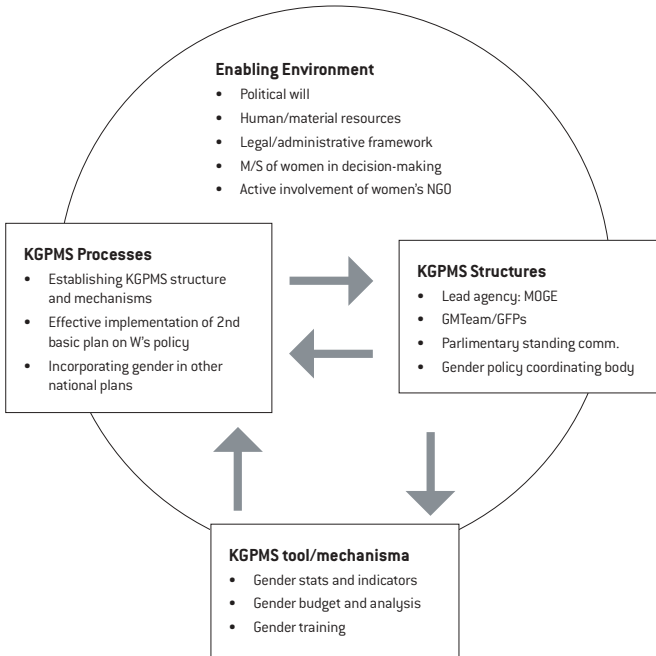 Enabling Environment
• Political will
• Human/material resources
• Legal/administrative framework
• M/S of women in decision-making
• Active involvement of women's NGO
KGPMS Processes
• Establishing KGPMS structure
and mechanisms
• Effective implementation of 2nd
basic plan on W's policy
• Incorporating gender in other
national plans
KGPMS Structures
• Lead agency: MOGE
• GMTeam/GFPs
• Parlimentary standing comm.
• Gender policy coordinating body
KGPMS tool/mechanisma
• Gender stats and indicators
• Gender budget and analysis
• Gender training